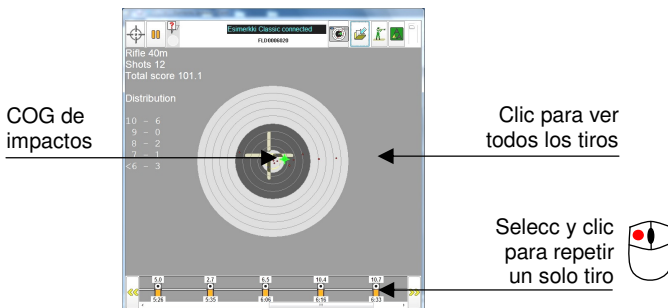 ?
Esimerkki Classic connected
FLD0006020
Rifle 40m
Shots 12
Total score 101.1
Distribution
10 - 6
9 - 0
8 - 2
7 - 1
<6 - 3
COG de
impactos
Clic para ver
todos los tiros
Selecc y clic
para repetir
un solo tiro
5.0 2.7 6.5 10.4 10.7
5:26 5:35 6:06 6:16 6:33